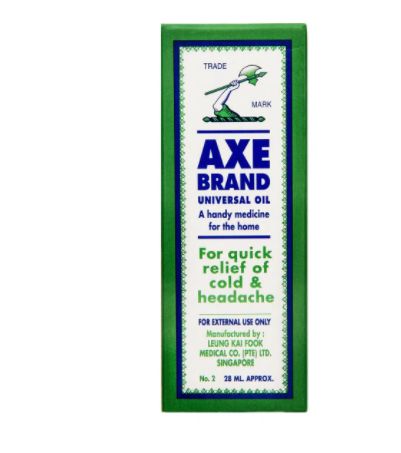 TRADE
MARK
AXE
BRAND
UNIVERSAL OIL
A handy medicine
for the home
For quick
relief of
cold &
headache
FOR EXTERNAL USE ONLY
Manufactured by :
LEUNG KAI FOOK
MEDICAL CO. (PTE) LTD.
SINGAPORE
No. 2 28 ML. APPROX.